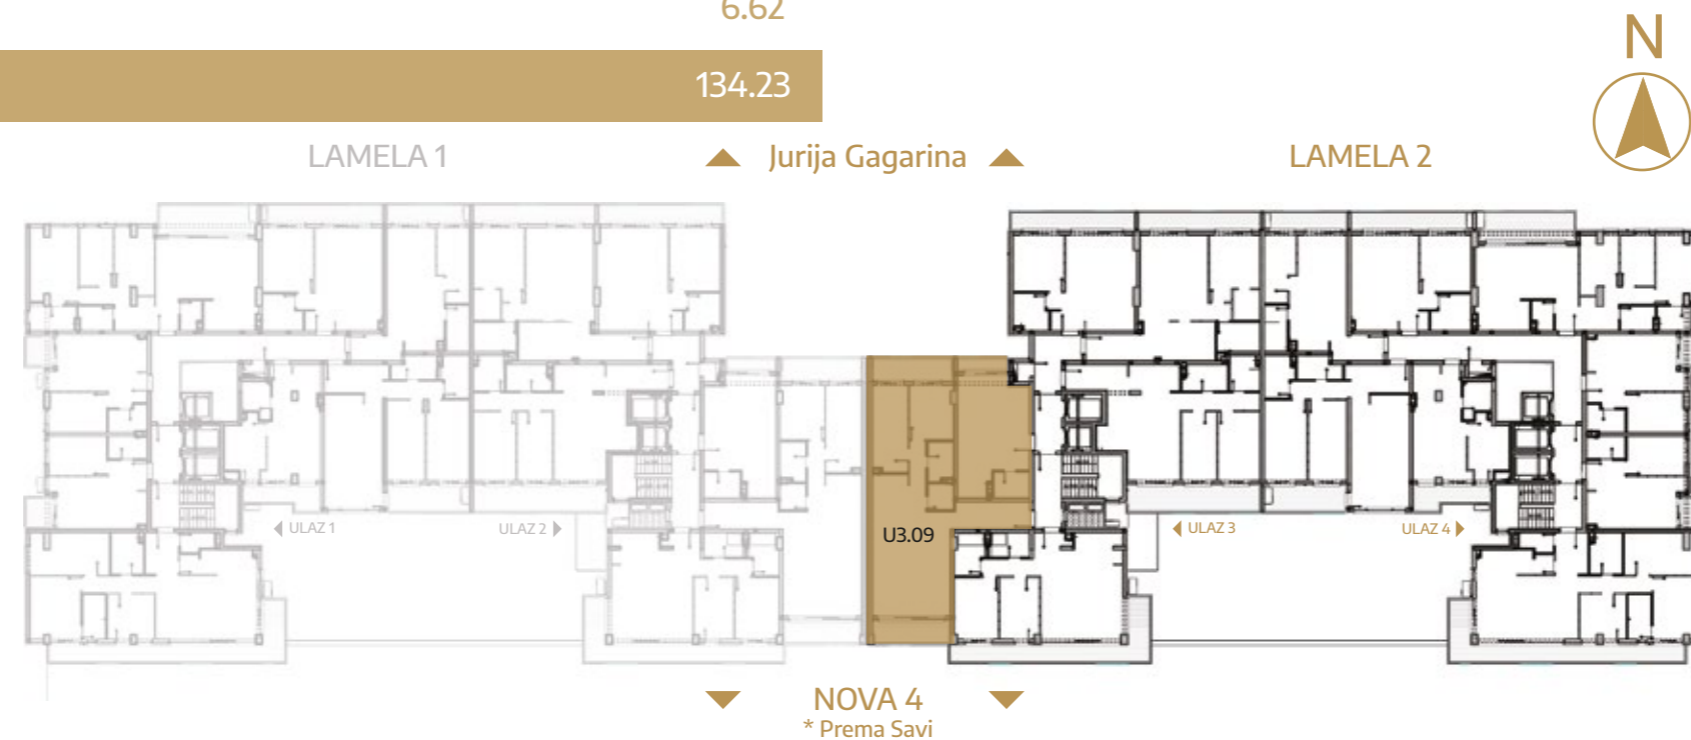 6.62
N
134.23
LAMELA 1
Jurija Gagarina
LAMELA 2
ULAZ 1
ULAZ 2
U3.09
ULAZ 3
ULAZ 4
NOVA 4
* Prema Savi